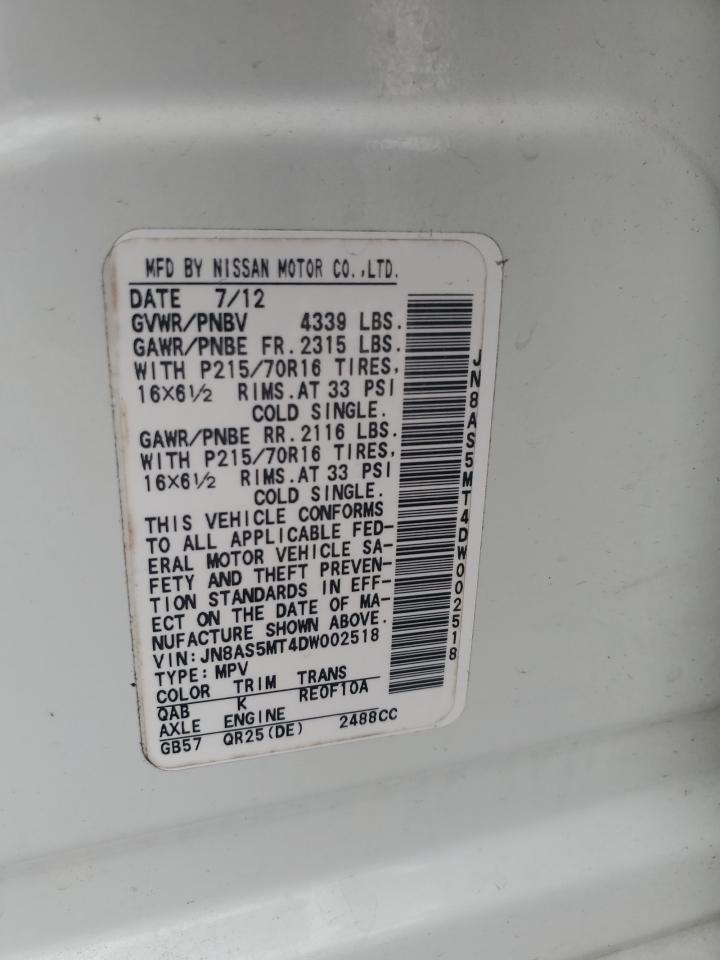 MFD BY NISSAN MOTOR CO.,LTD.
DATE 7/12
GVWR/PNBV 4339 LBS.
GAWR/PNBE FR. 2315 LBS.
WITH P215/70R16 TIRES,
16×6½ RIMS.AT 33 PSI
COLD SINGLE.
GAWR/PNBE RR. 2116 LBS.
WITH P215/70R16 TIRES,
16×6½ RIMS.AT 33 PSI
COLD SINGLE.
THIS VEHICLE CONFORMS
TO ALL APPLICABLE FED-
ERAL MOTOR VEHICLE SA-
FETY AND THEFT PREVEN-
TION STANDARDS IN EFF-
ECT ON THE DATE OF MA-
NUFACTURE SHOWN ABOVE.
VIN:JN8AS5MT4DW002518
TYPE:MPV
COLOR TRIM TRANS
QAB K RE0F10A
AXLE ENGINE
GB57 QR25(DE) 2488CC
JN8AS5MT4DW002518